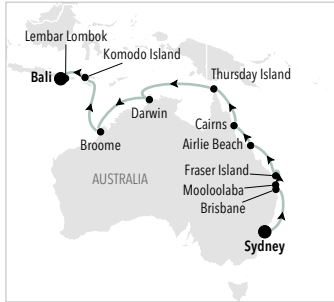 Lembar Lombok
Komodo Island
Bali
Thursday Island
Darwin
Cairns
Broome
Airlie Beach
Fraser Island
AUSTRALIA
Mooloolaba
Brisbane
Sydney